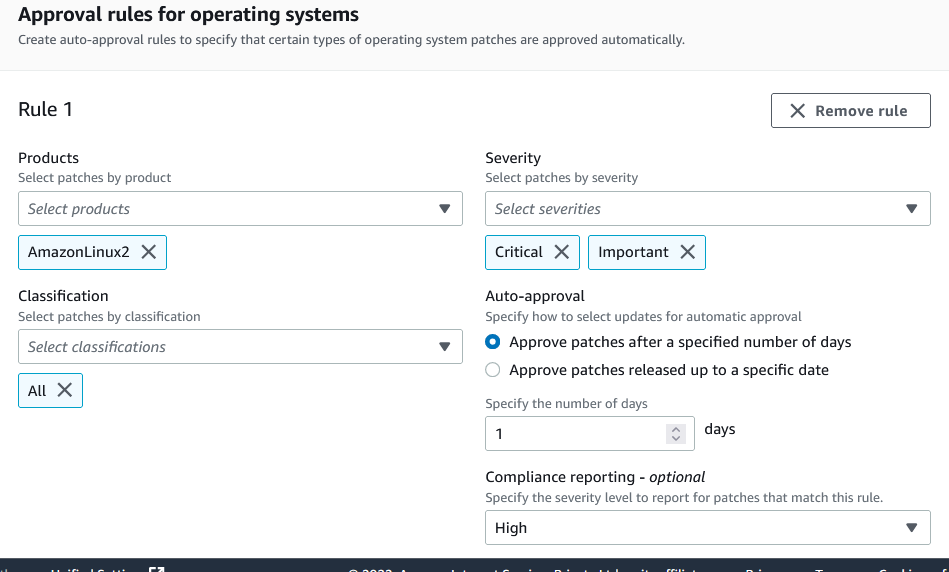 Approval rules for operating systems
Create auto-approval rules to specify that certain types of operating system patches are approved automatically.
Rule 1
Remove rule
Products
Select patches by product
Select products
AmazonLinux2
Severity
Select patches by severity
Select severities
Critical
Important
Classification
Select patches by classification
Select classifications
All
Auto-approval
Specify how to select updates for automatic approval
Approve patches after a specified number of days
Approve patches released up to a specific date
Specify the number of days
1
days
Compliance reporting - optional
Specify the severity level to report for patches that match this rule.
High